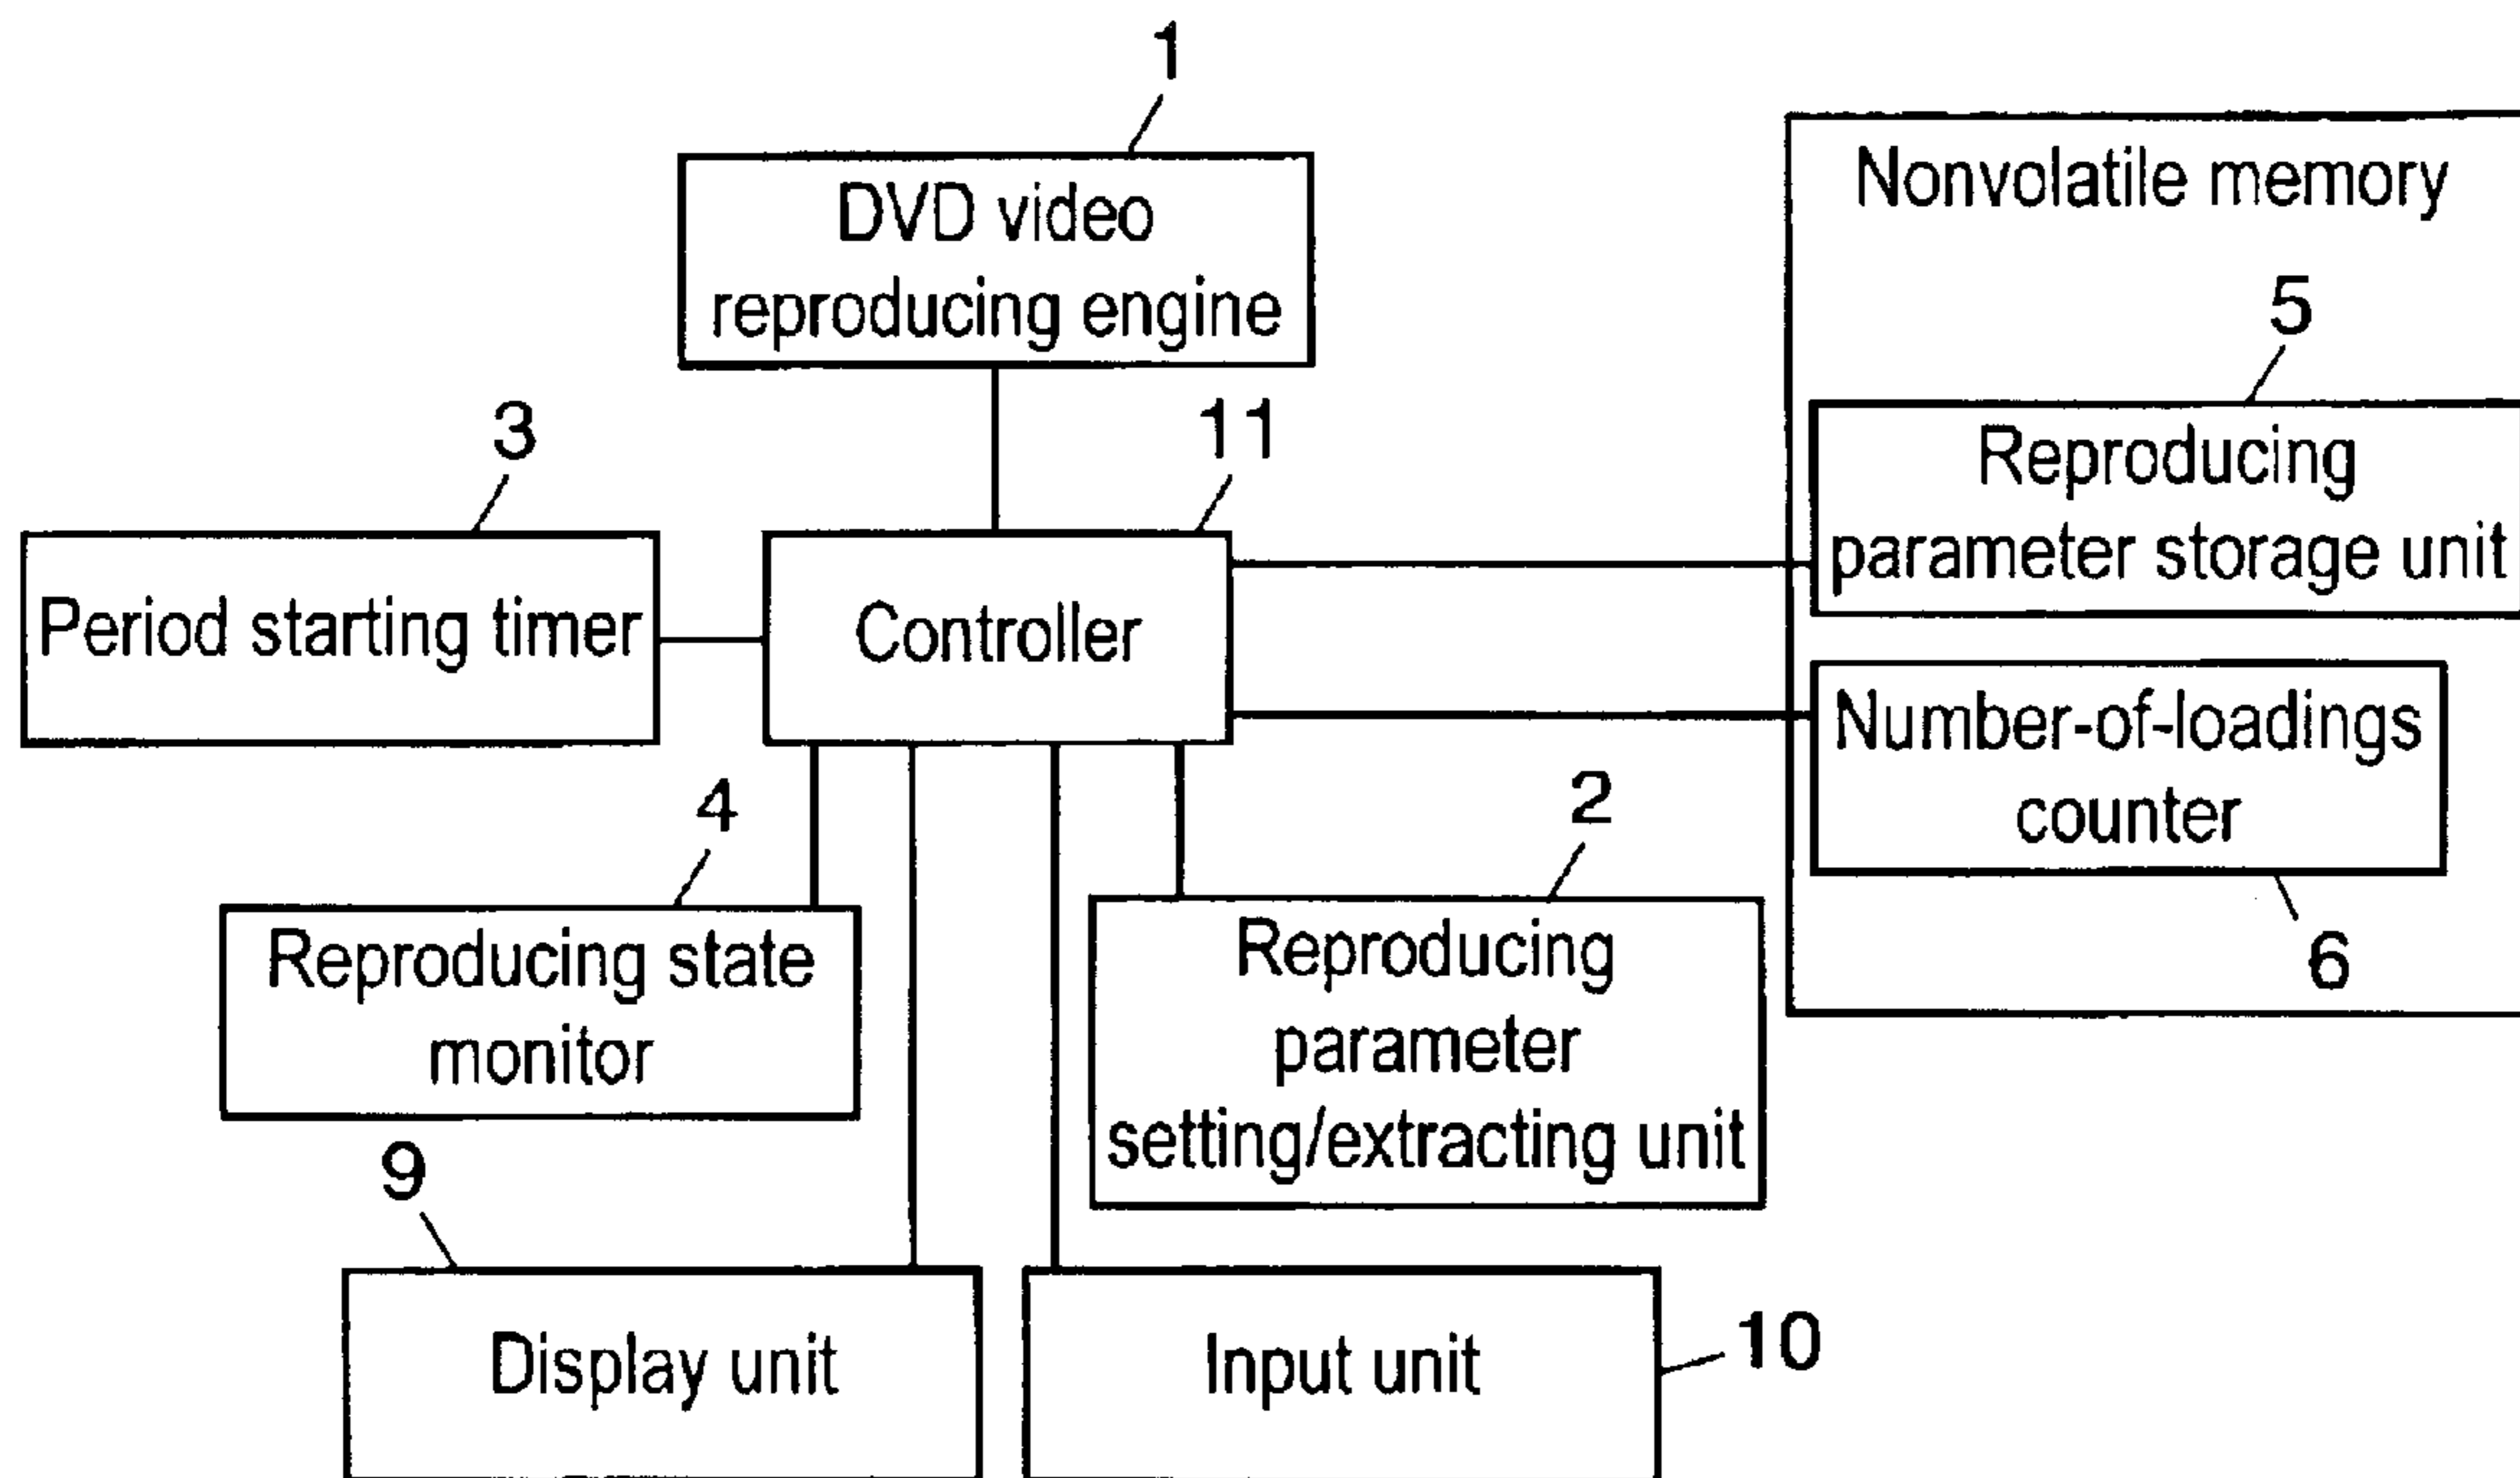 1
DVD video
reproducing engine
Nonvolatile memory
5
Reproducing
parameter storage unit
3
11
Period starting timer
Controller
Number-of-loadings
counter
6
4
2
Reproducing state
monitor
Reproducing
parameter
setting/extracting unit
9
Display unit
Input unit
10